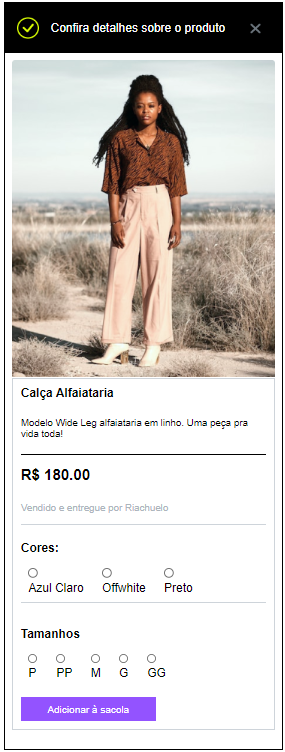 Confira detalhes sobre o produto
Calça Alfaiataria
Modelo Wide Leg alfaiataria em linho. Uma peça pra
vida toda!
R$ 180.00
Vendido e entregue por Riachuelo
Cores:
Azul Claro Offwhite Preto
Tamanhos
P PP M G GG
Adicionar à sacola